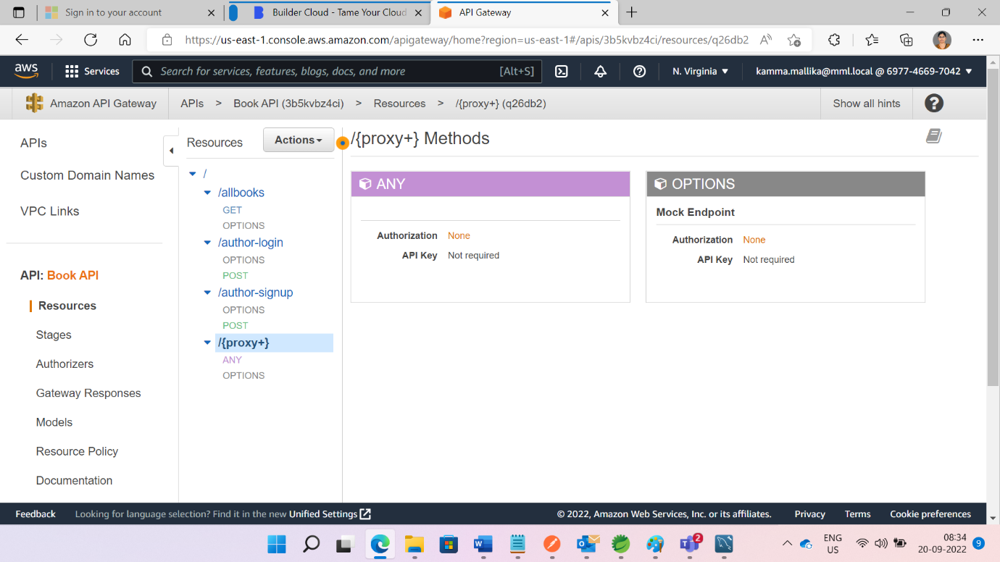 Sign in to your account
Builder Cloud - Tame Your Cloud
API Gateway
https://us-east-1.console.aws.amazon.com/apigateway/home?region=us-east-1#/apis/3b5kvbz4ci/resources/q26db2
aws
Services
Search for services, features, blogs, docs, and more
[Alt+S]
N. Virginia
kamma.mallika@mml.local @ 6977-4669-7042
Amazon API Gateway
APIs > Book API (3b5kvbz4ci) > Resources > /{proxy+} (q26db2)
Show all hints
?
APIs
Custom Domain Names
VPC Links
API: Book API
Resources
Stages
Authorizers
Gateway Responses
Models
Resource Policy
Documentation
Resources
Actions
/
/allbooks
GET
OPTIONS
/author-login
OPTIONS
POST
/author-signup
OPTIONS
POST
/{proxy+}
ANY
OPTIONS
/{proxy+} Methods
ANY
Authorization None
API Key Not required
OPTIONS
Mock Endpoint
Authorization None
API Key Not required
Feedback
Looking for language selection? Find it in the new Unified Settings
© 2022, Amazon Web Services, Inc. or its affiliates.
Privacy
Terms
Cookie preferences
2
ENG
US
08:34
20-09-2022
9